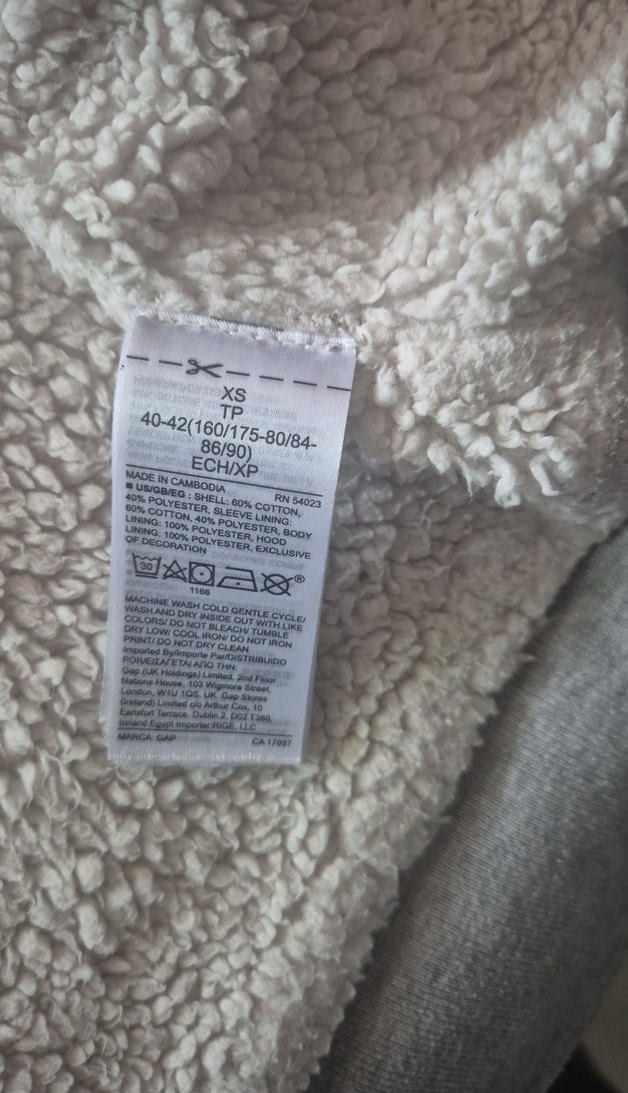 XS
TP
40-42(160/175-80/84-
86/90)
ECH/XP
MADE IN CAMBODIA RN 54023
■ US/GB/EG : SHELL: 60% COTTON,
40% POLYESTER, SLEEVE LINING:
60% COTTON, 40% POLYESTER, BODY
LINING: 100% POLYESTER, HOOD
LINING: 100% POLYESTER, EXCLUSIVE
OF DECORATION
30 ®
1166
MACHINE WASH COLD GENTLE CYCLE/
WASH AND DRY INSIDE OUT WITH LIKE
COLORS/ DO NOT BLEACH/ TUMBLE
DRY LOW/ COOL IRON/ DO NOT IRON
PRINT/ DO NOT DRY CLEAN
Imported By/Importe Par/DISTRIBUIDO
POR/ΕΙΣΑΓΕΤΑΙ ΑΠΟ ΤΗΝ:
Gap (UK Holdings) Limited, 2nd Floor
Nations House, 103 Wigmore Street,
London, W1U 1QS, UK Gap Stores
(Ireland) Limited c/o Arthur Cox, 10
Earlsfort Terrace, Dublin 2, D02 T380,
Ireland Egypt Importer:RIGE, LLC
MARCA: GAP CA 17897